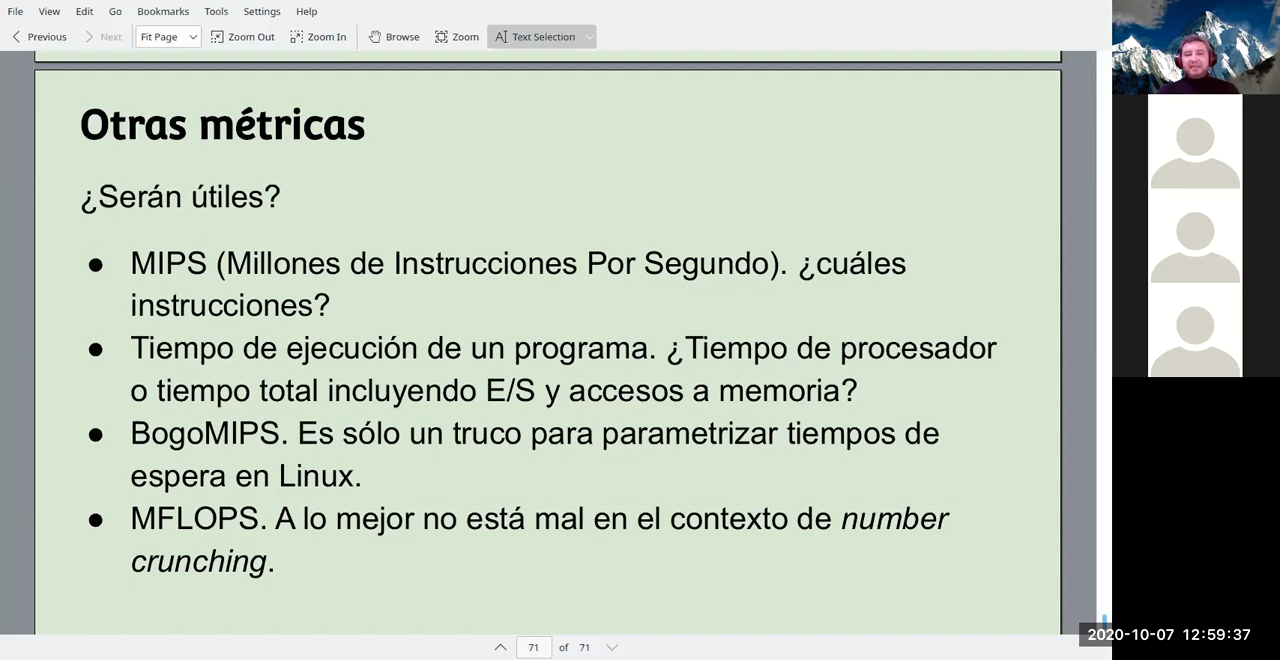 File View Edit Go Bookmarks Tools Settings Help
Previous Next Fit Page Zoom Out Zoom In Browse Zoom Text Selection
Otras métricas
¿Serán útiles?
● MIPS (Millones de Instrucciones Por Segundo). ¿cuáles
instrucciones?
● Tiempo de ejecución de un programa. ¿Tiempo de procesador
o tiempo total incluyendo E/S y accesos a memoria?
● BogoMIPS. Es sólo un truco para parametrizar tiempos de
espera en Linux.
● MFLOPS. A lo mejor no está mal en el contexto de number
crunching.
71 of 71
2020-10-07 12:59:37